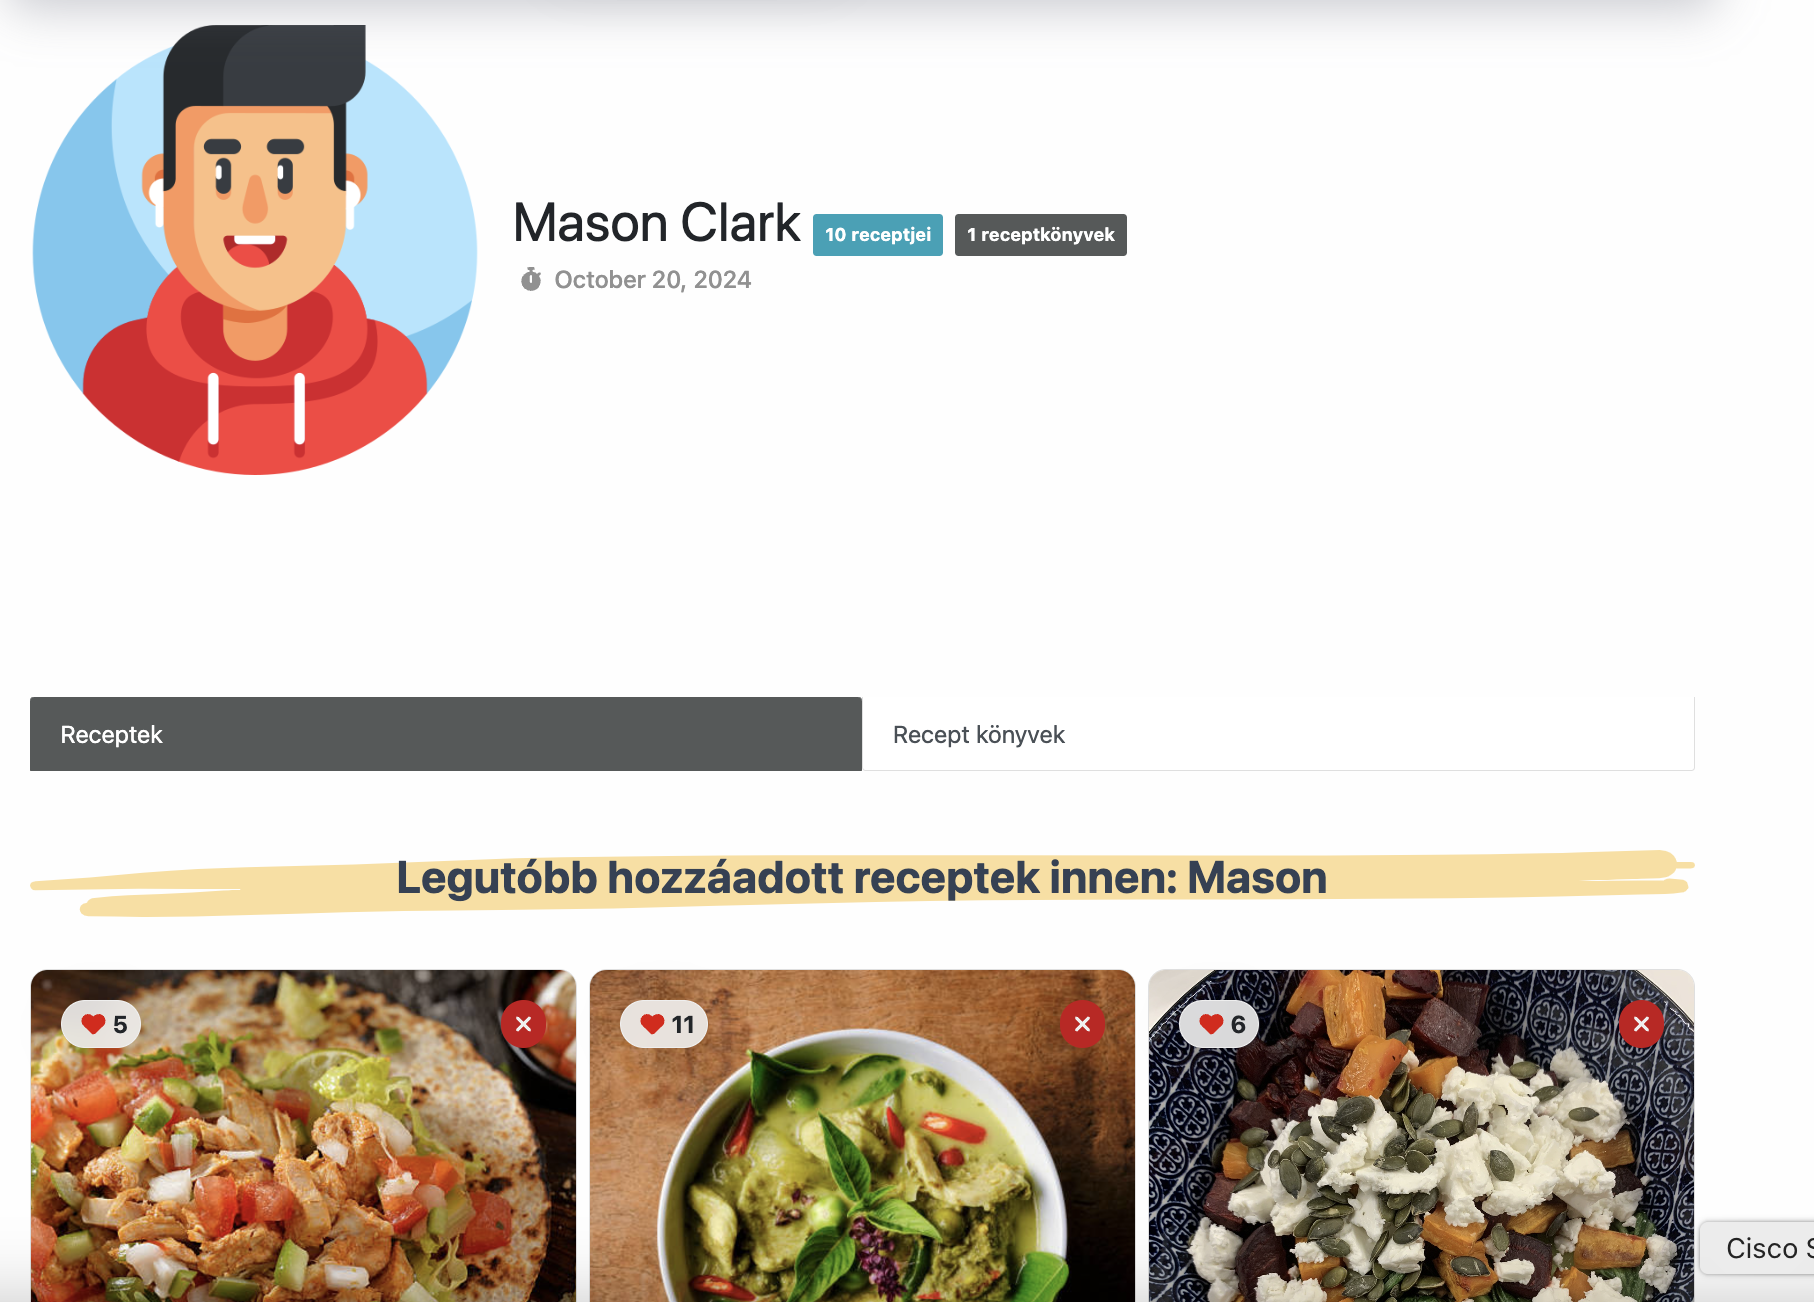 Mason Clark 10 receptjei 1 receptkönyvek
October 20, 2024
Receptek Recept könyvek
Legutóbb hozzáadott receptek innen: Mason
5 11 6
Cisco